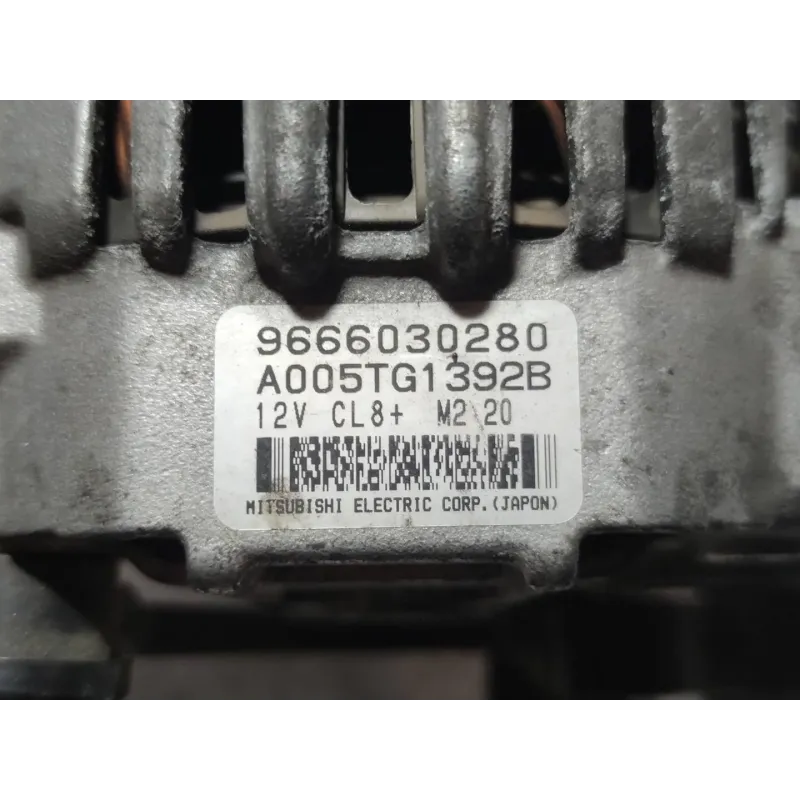 9666030280
A005TG1392B
12V CL8+ M2 20
MITSUBISHI ELECTRIC CORP.(JAPON)